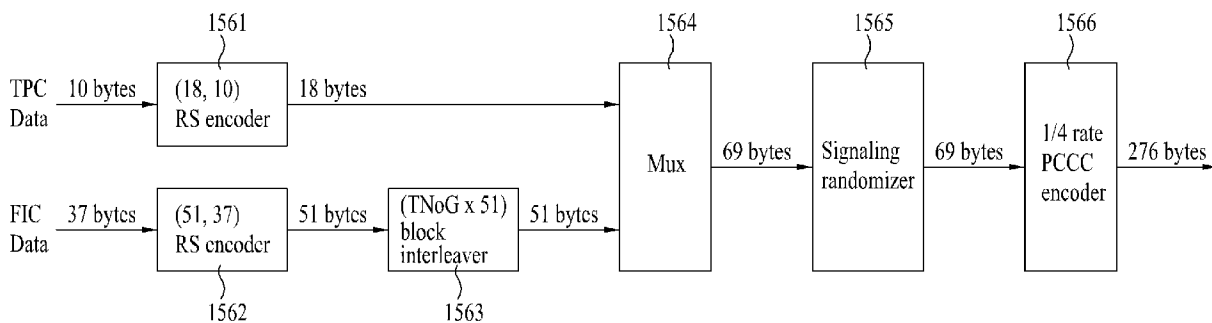 1561
1564
1565
1566
TPC
Data
10 bytes
(18, 10)
RS encoder
18 bytes
Mux
69 bytes
Signaling
randomizer
69 bytes
1/4 rate
PCCC
encoder
276 bytes
FIC
Data
37 bytes
(51, 37)
RS encoder
51 bytes
(TNoG x 51)
block
interleaver
51 bytes
1562
1563